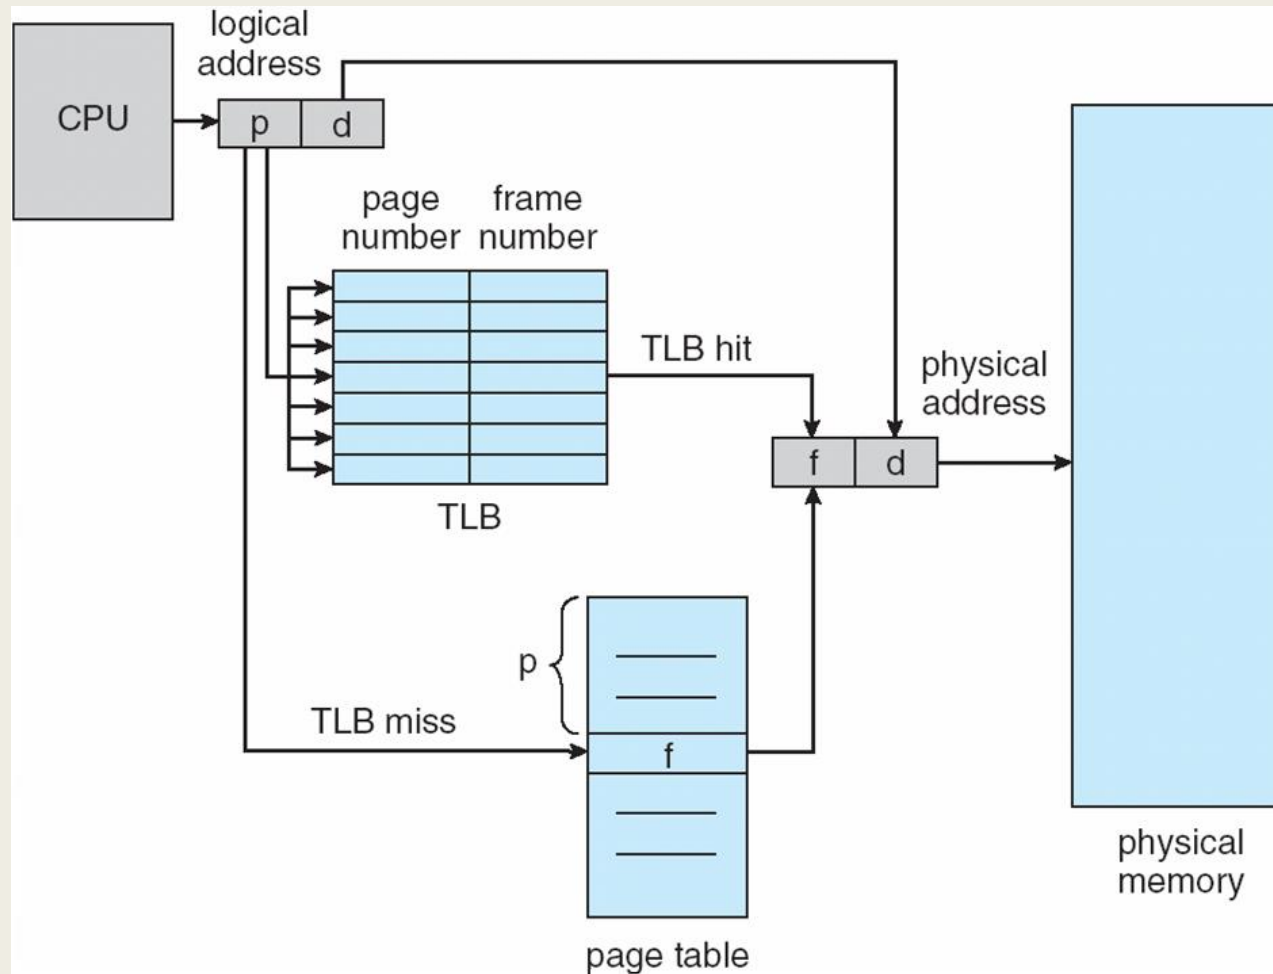 logical
address
CPU
p
d
page
number
frame
number
TLB hit
physical
address
f
d
TLB
p
TLB miss
f
physical
memory
page table